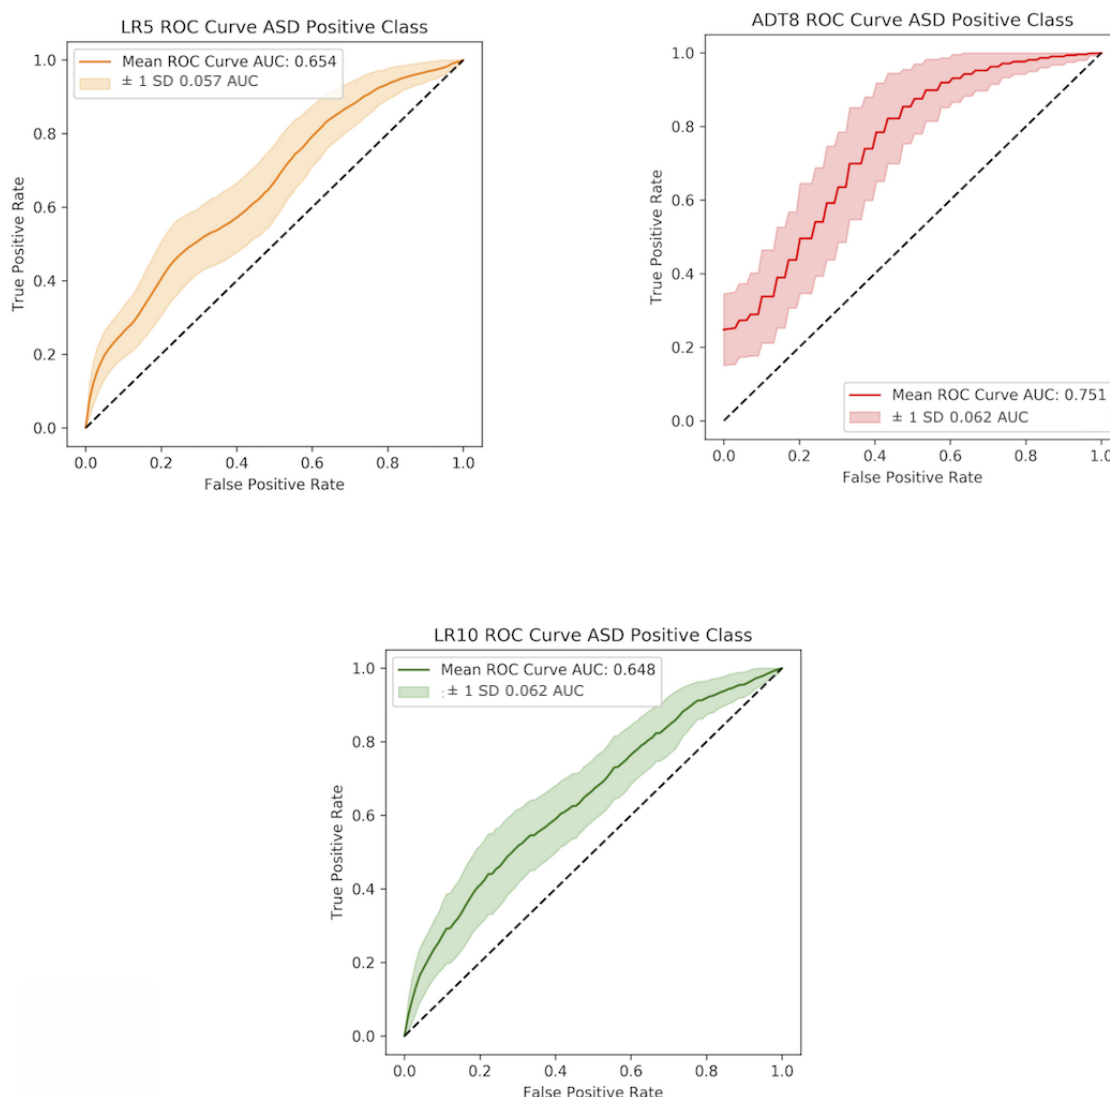 LR5 ROC Curve ASD Positive Class
Mean ROC Curve AUC: 0.654
± 1 SD 0.057 AUC
True Positive Rate
1.0
0.8
0.6
0.4
0.2
0.0
0.0 0.2 0.4 0.6 0.8 1.0
False Positive Rate
ADT8 ROC Curve ASD Positive Class
True Positive Rate
1.0
0.8
0.6
0.4
0.2
0.0
Mean ROC Curve AUC: 0.751
± 1 SD 0.062 AUC
0.0 0.2 0.4 0.6 0.8 1.0
False Positive Rate
LR10 ROC Curve ASD Positive Class
Mean ROC Curve AUC: 0.648
± 1 SD 0.062 AUC
True Positive Rate
1.0
0.8
0.6
0.4
0.2
0.0
0.0 0.2 0.4 0.6 0.8 1.0
False Positive Rate